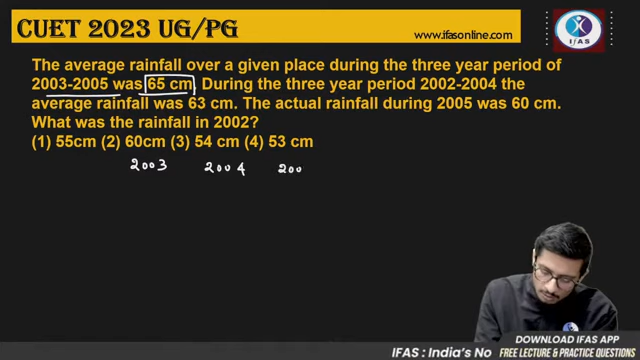 CUET 2023 UG/PG
www.ifasonline.com
iFAS
The average rainfall over a given place during the three year period of
2003-2005 was 65 cm. During the three year period 2002-2004 the
average rainfall was 63 cm. The actual rainfall during 2005 was 60 cm.
What was the rainfall in 2002?
(1) 55cm (2) 60cm (3) 54 cm (4) 53 cm
2003 2004 200
DOWNLOAD IFAS APP
IFAS : India's No
FREE LECTURE & PRACTICE QUESTIONS